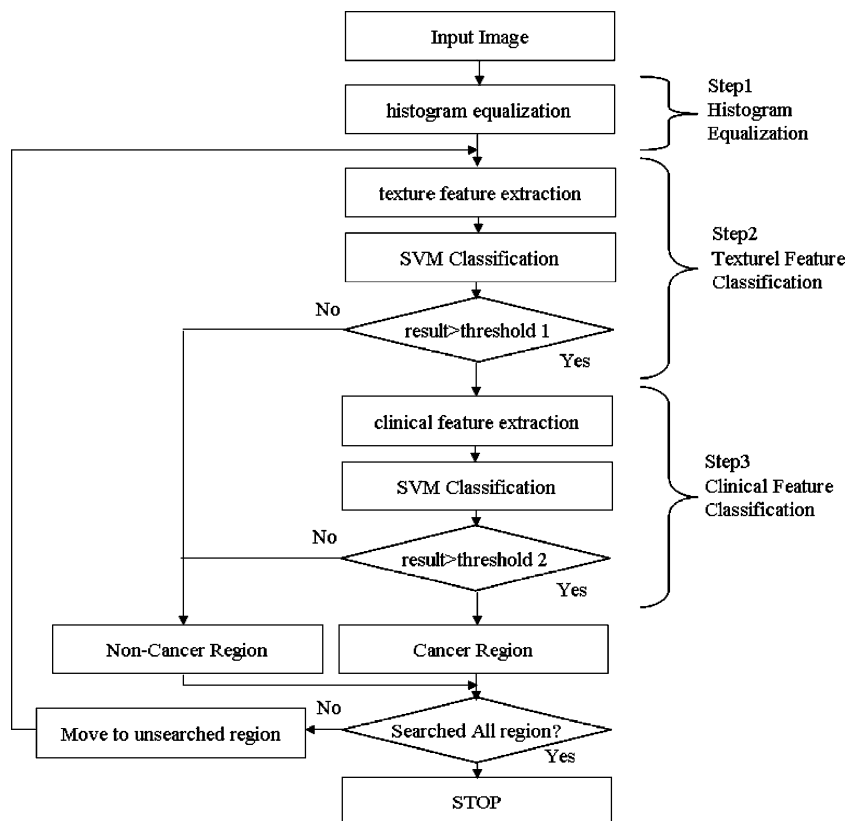 Input Image
histogram equalization
Step1
Histogram
Equalization
texture feature extraction
SVM Classification
Step2
Texturel Feature
Classification
No
result>threshold 1
Yes
clinical feature extraction
SVM Classification
Step3
Clinical Feature
Classification
No
result>threshold 2
Yes
Non-Cancer Region
Cancer Region
No
Move to unsearched region
Searched All region?
Yes
STOP